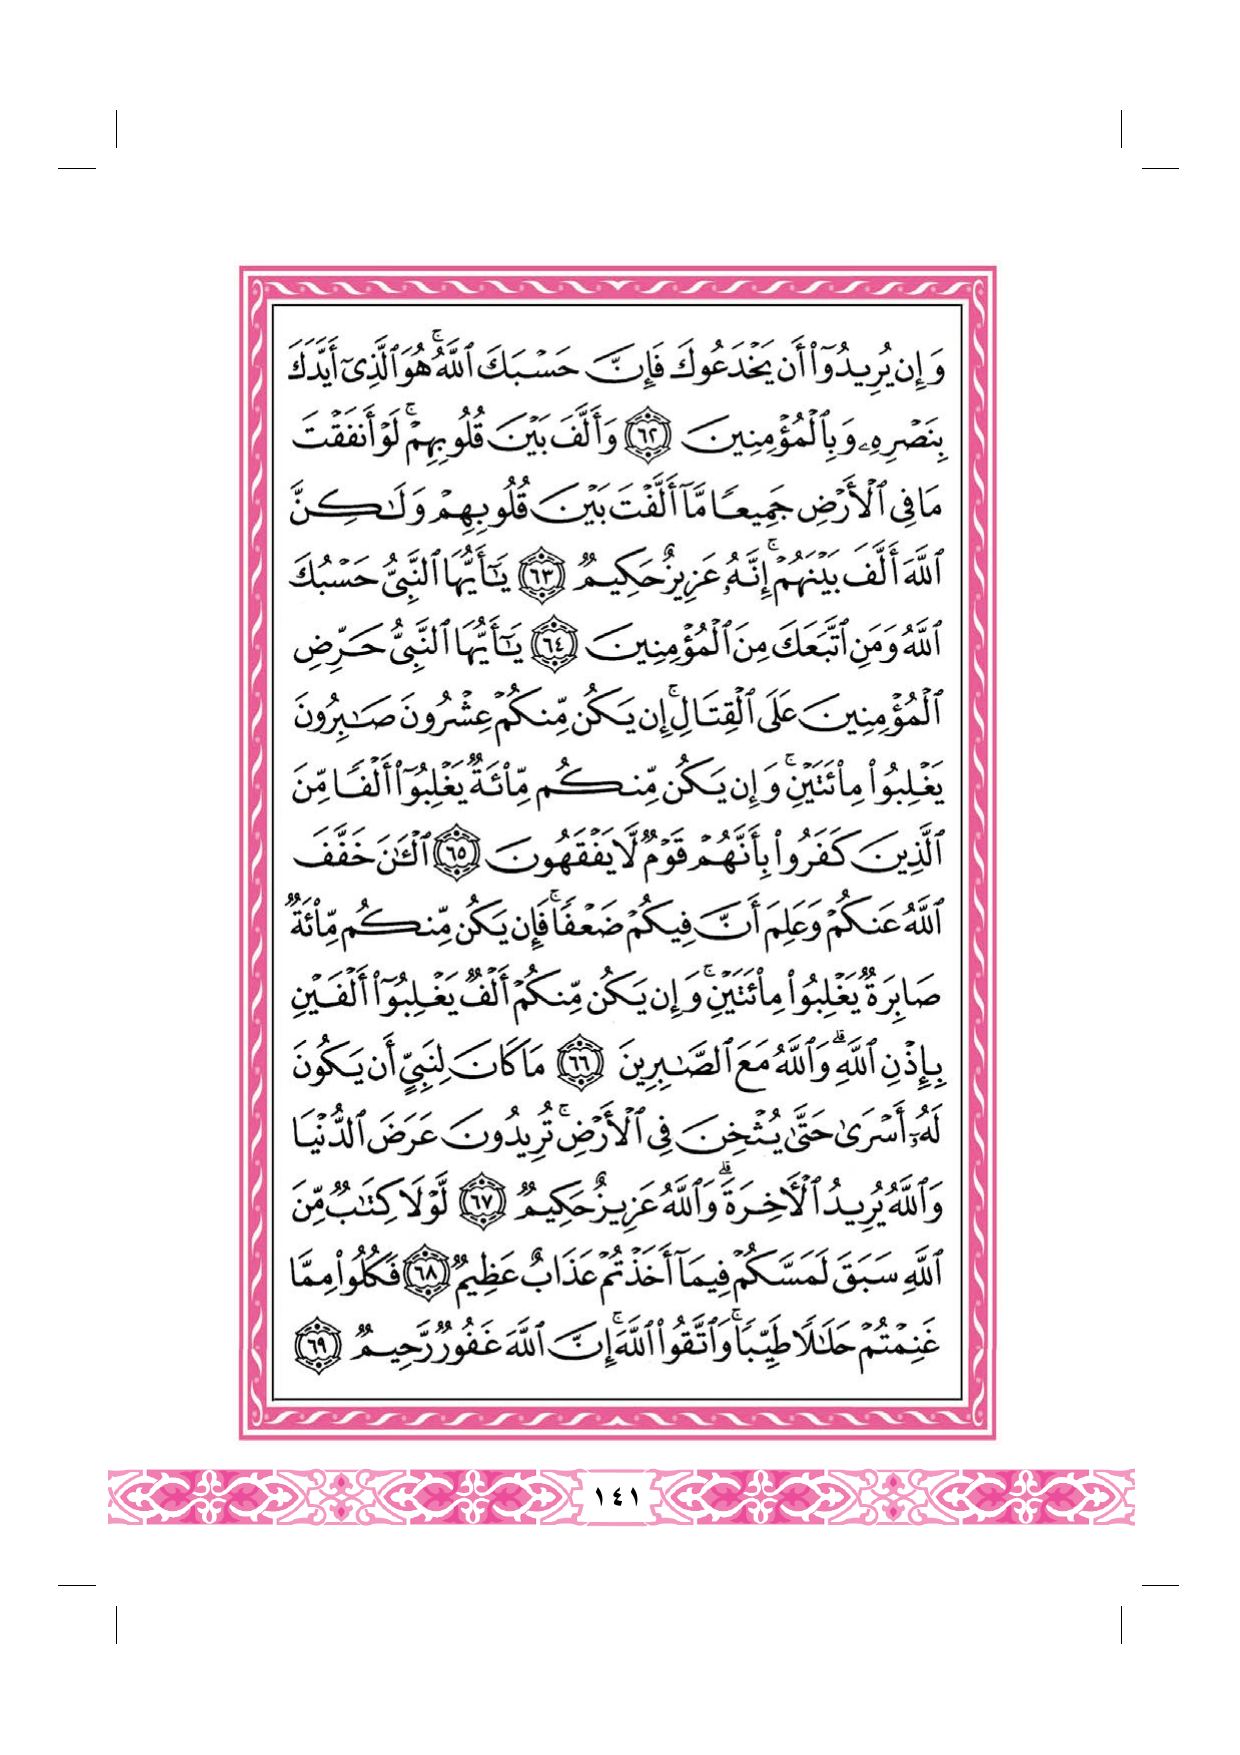 وَإِن يُرِيدُوٓا۟ أَن يَخْدَعُوكَ فَإِنَّ حَسْبَكَ ٱللَّهُ ۚ هُوَ ٱلَّذِىٓ أَيَّدَكَ
بِنَصْرِهِۦ وَبِٱلْمُؤْمِنِينَ ٦٢ وَأَلَّفَ بَيْنَ قُلُوبِهِمْ ۚ لَوْ أَنفَقْتَ
مَا فِى ٱلْأَرْضِ جَمِيعًا مَّآ أَلَّفْتَ بَيْنَ قُلُوبِهِمْ وَلَـٰكِنَّ
ٱللَّهَ أَلَّفَ بَيْنَهُمْ ۚ إِنَّهُۥ عَزِيزٌ حَكِيمٌ ٦٣ يَـٰٓأَيُّهَا ٱلنَّبِىُّ حَسْبُكَ
ٱللَّهُ وَمَنِ ٱتَّبَعَكَ مِنَ ٱلْمُؤْمِنِينَ ٦٤ يَـٰٓأَيُّهَا ٱلنَّبِىُّ حَرِّضِ
ٱلْمُؤْمِنِينَ عَلَى ٱلْقِتَالِ ۚ إِن يَكُن مِّنكُمْ عِشْرُونَ صَـٰبِرُونَ
يَغْلِبُوا۟ مِا۟ئَتَيْنِ ۚ وَإِن يَكُن مِّنكُم مِّا۟ئَةٌ يَغْلِبُوٓا۟ أَلْفًا مِّنَ
ٱلَّذِينَ كَفَرُوا۟ بِأَنَّهُمْ قَوْمٌ لَّا يَفْقَهُونَ ٦٥ ٱلْـَٔـٰنَ خَفَّفَ
ٱللَّهُ عَنكُمْ وَعَلِمَ أَنَّ فِيكُمْ ضَعْفًا ۚ فَإِن يَكُن مِّنكُم مِّا۟ئَةٌ
صَابِرَةٌ يَغْلِبُوا۟ مِا۟ئَتَيْنِ ۚ وَإِن يَكُن مِّنكُمْ أَلْفٌ يَغْلِبُوٓا۟ أَلْفَيْنِ
بِإِذْنِ ٱللَّهِ ۗ وَٱللَّهُ مَعَ ٱلصَّـٰبِرِينَ ٦٦ مَا كَانَ لِنَبِىٍّ أَن يَكُونَ
لَهُۥٓ أَسْرَىٰ حَتَّىٰ يُثْخِنَ فِى ٱلْأَرْضِ ۚ تُرِيدُونَ عَرَضَ ٱلدُّنْيَا
وَٱللَّهُ يُرِيدُ ٱلْـَٔاخِرَةَ ۗ وَٱللَّهُ عَزِيزٌ حَكِيمٌ ٦٧ لَّوْلَا كِتَـٰبٌ مِّنَ
ٱللَّهِ سَبَقَ لَمَسَّكُمْ فِيمَآ أَخَذْتُمْ عَذَابٌ عَظِيمٌ ٦٨ فَكُلُوا۟ مِمَّا
غَنِمْتُمْ حَلَـٰلًا طَيِّبًا ۚ وَٱتَّقُوا۟ ٱللَّهَ ۚ إِنَّ ٱللَّهَ غَفُورٌ رَّحِيمٌ ٦٩
١٤١